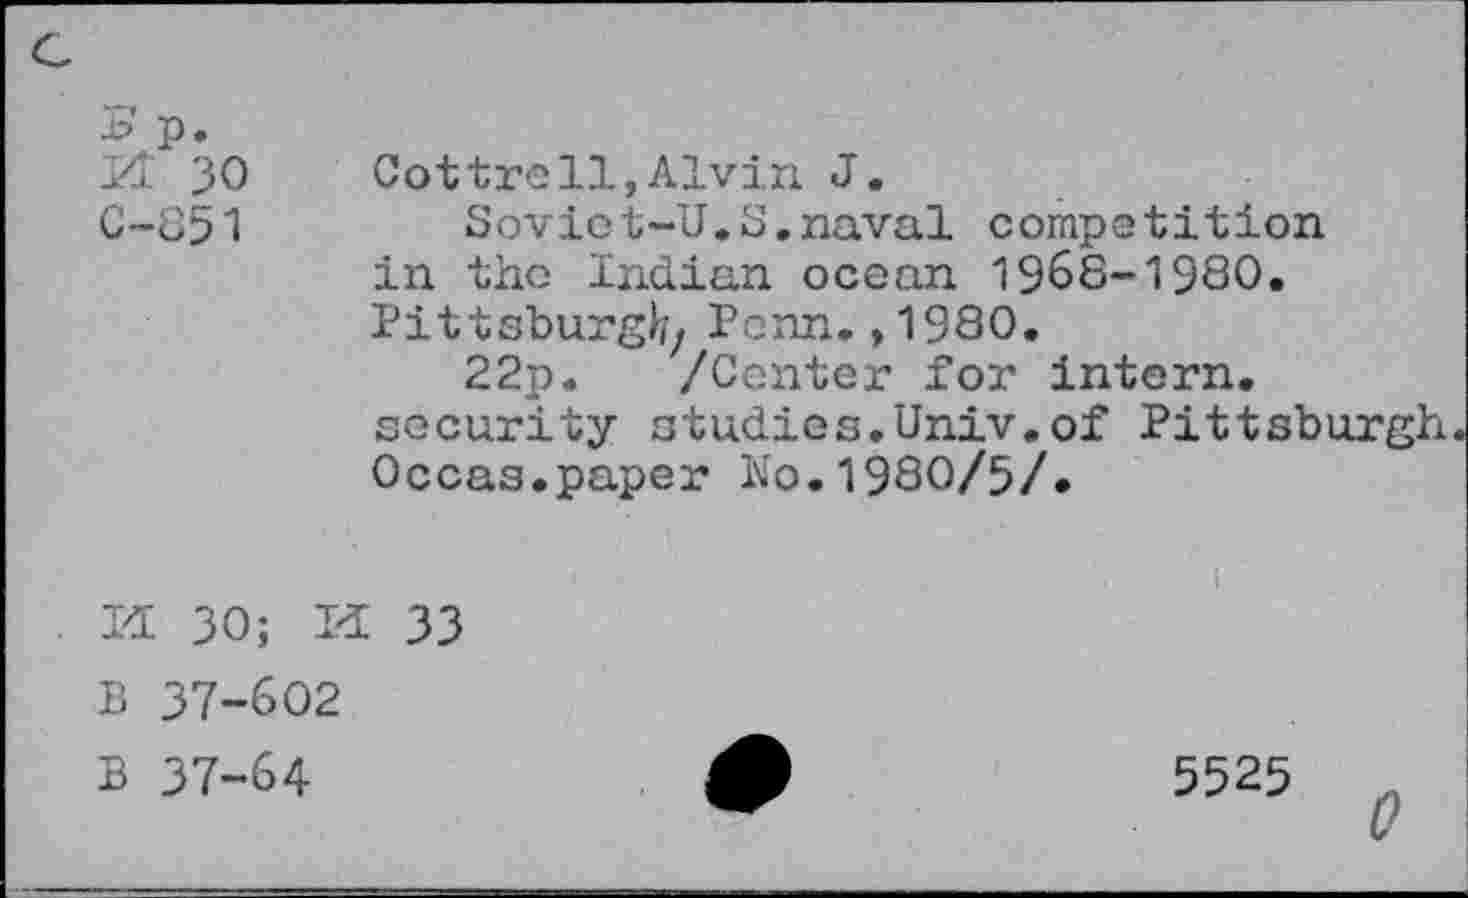 C
Б р.
И 30 Cottrell,Alvin J.
C-851 Soviet-U.S.naval competition
in the Indian ocean 1968-1980.
Pittsburgh, Penn.,1980.
22p. /Center for intern.
security studies.Univ.of Pittsburgh.
Occas.paper No.1980/5/.
И 30; И 33
В 37-602
В 37-64
5525
О